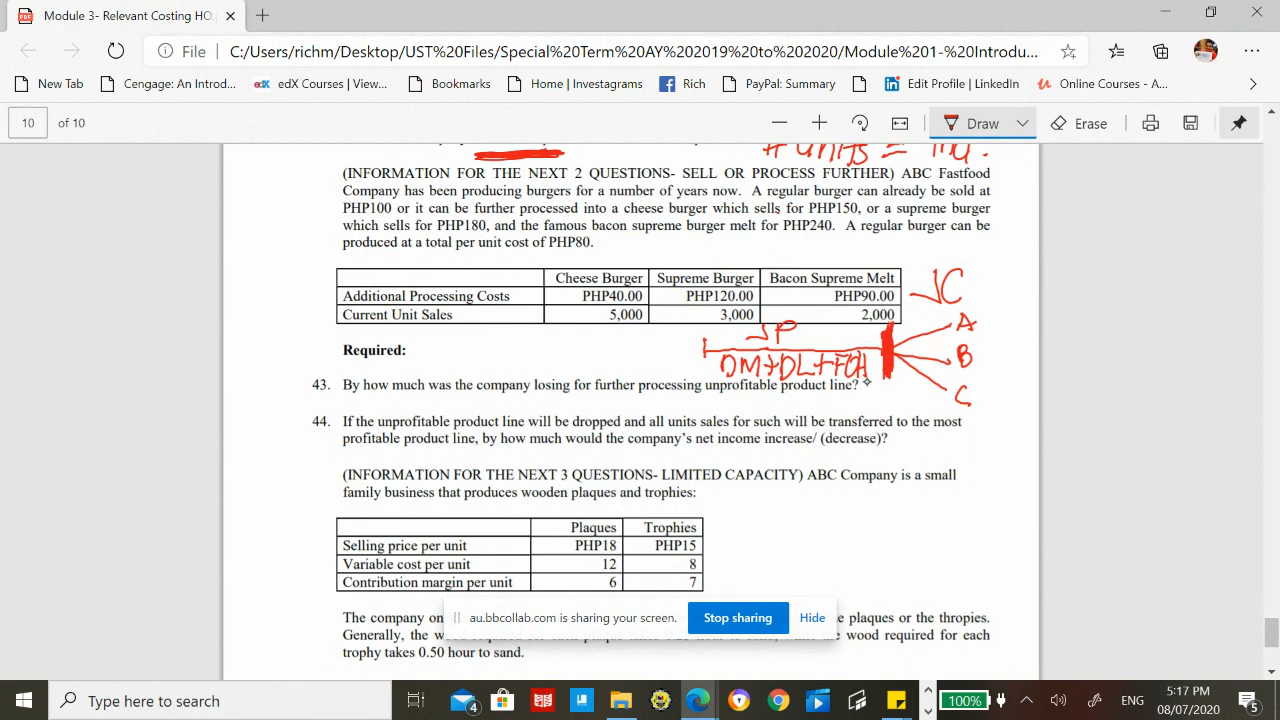 Module 3- Relevant Costing HO.
File C:/Users/richm/Desktop/UST%20Files/Special%20Term%20AY%202019%20to%202020/Module%201-%20Introdu...
New Tab Cengage: An Introd... edX Courses | View... Bookmarks Home | Investagrams Rich PayPal: Summary Edit Profile | LinkedIn Online Courses - A...
10 of 10 Draw Erase
# units = ind.
(INFORMATION FOR THE NEXT 2 QUESTIONS- SELL OR PROCESS FURTHER) ABC Fastfood
Company has been producing burgers for a number of years now. A regular burger can already be sold at
PHP100 or it can be further processed into a cheese burger which sells for PHP150, or a supreme burger
which sells for PHP180, and the famous bacon supreme burger melt for PHP240. A regular burger can be
produced at a total per unit cost of PHP80.
Cheese Burger Supreme Burger Bacon Supreme Melt
Additional Processing Costs PHP40.00 PHP120.00 PHP90.00
Current Unit Sales 5,000 3,000 2,000
JC
JP
A
B
C
DM+DL+FOH
Required:
43. By how much was the company losing for further processing unprofitable product line?
44. If the unprofitable product line will be dropped and all units sales for such will be transferred to the most
profitable product line, by how much would the company's net income increase/ (decrease)?
(INFORMATION FOR THE NEXT 3 QUESTIONS- LIMITED CAPACITY) ABC Company is a small
family business that produces wooden plaques and trophies:
Plaques Trophies
Selling price per unit PHP18 PHP15
Variable cost per unit 12 8
Contribution margin per unit 6 7
The company on plaques or the thropies.
Generally, the w wood required for each
trophy takes 0.50 hour to sand.
au.bbcollab.com is sharing your screen. Stop sharing Hide
Type here to search 4 100% ENG 5:17 PM
08/07/2020 5